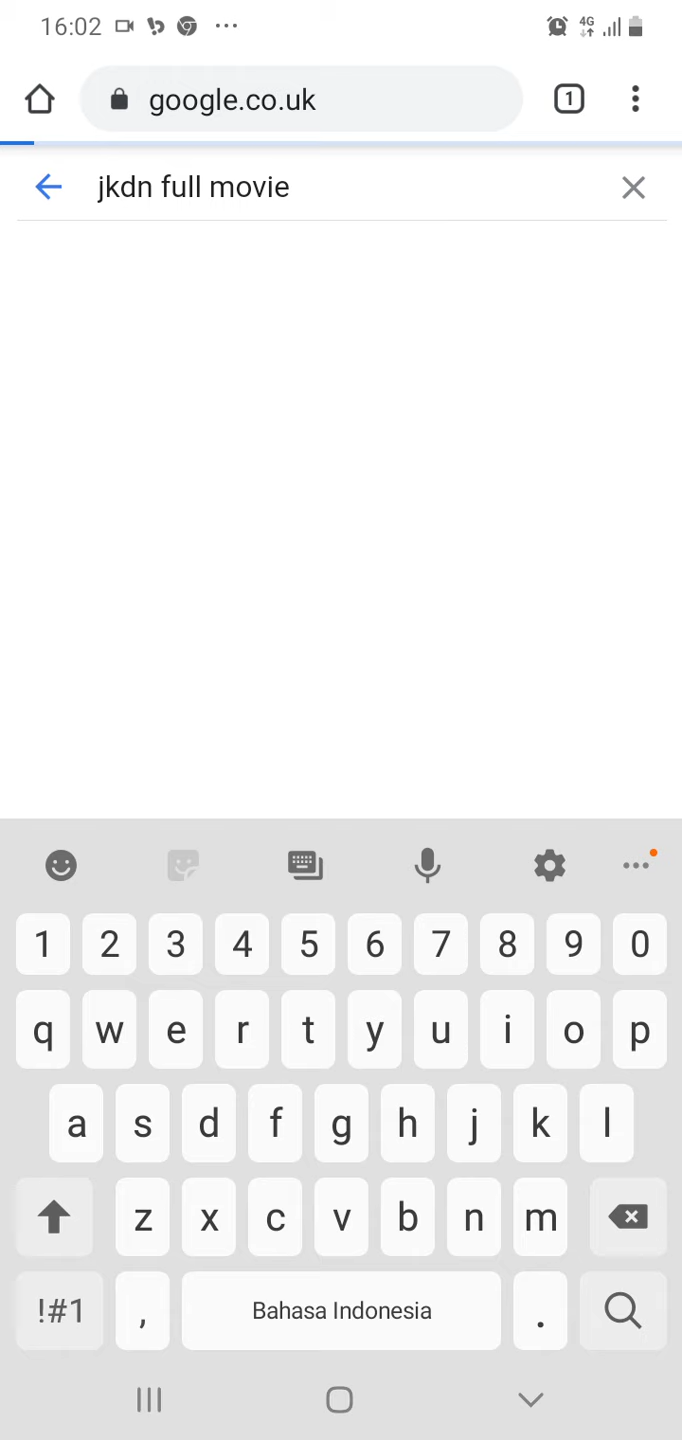 16:02
4G
google.co.uk
1
jkdn full movie
1 2 3 4 5 6 7 8 9 0
q w e r t y u i o p
a s d f g h j k l
z x c v b n m
!#1 , Bahasa Indonesia .